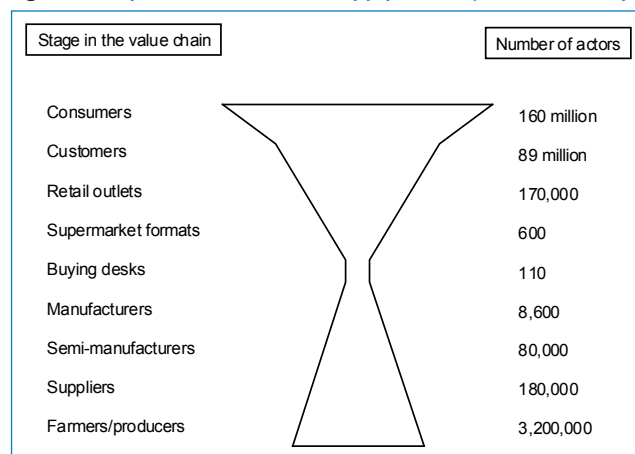 Stage in the value chain Number of actors
Consumers 160 million
Customers 89 million
Retail outlets 170,000
Supermarket formats 600
Buying desks 110
Manufacturers 8,600
Semi-manufacturers 80,000
Suppliers 180,000
Farmers/producers 3,200,000